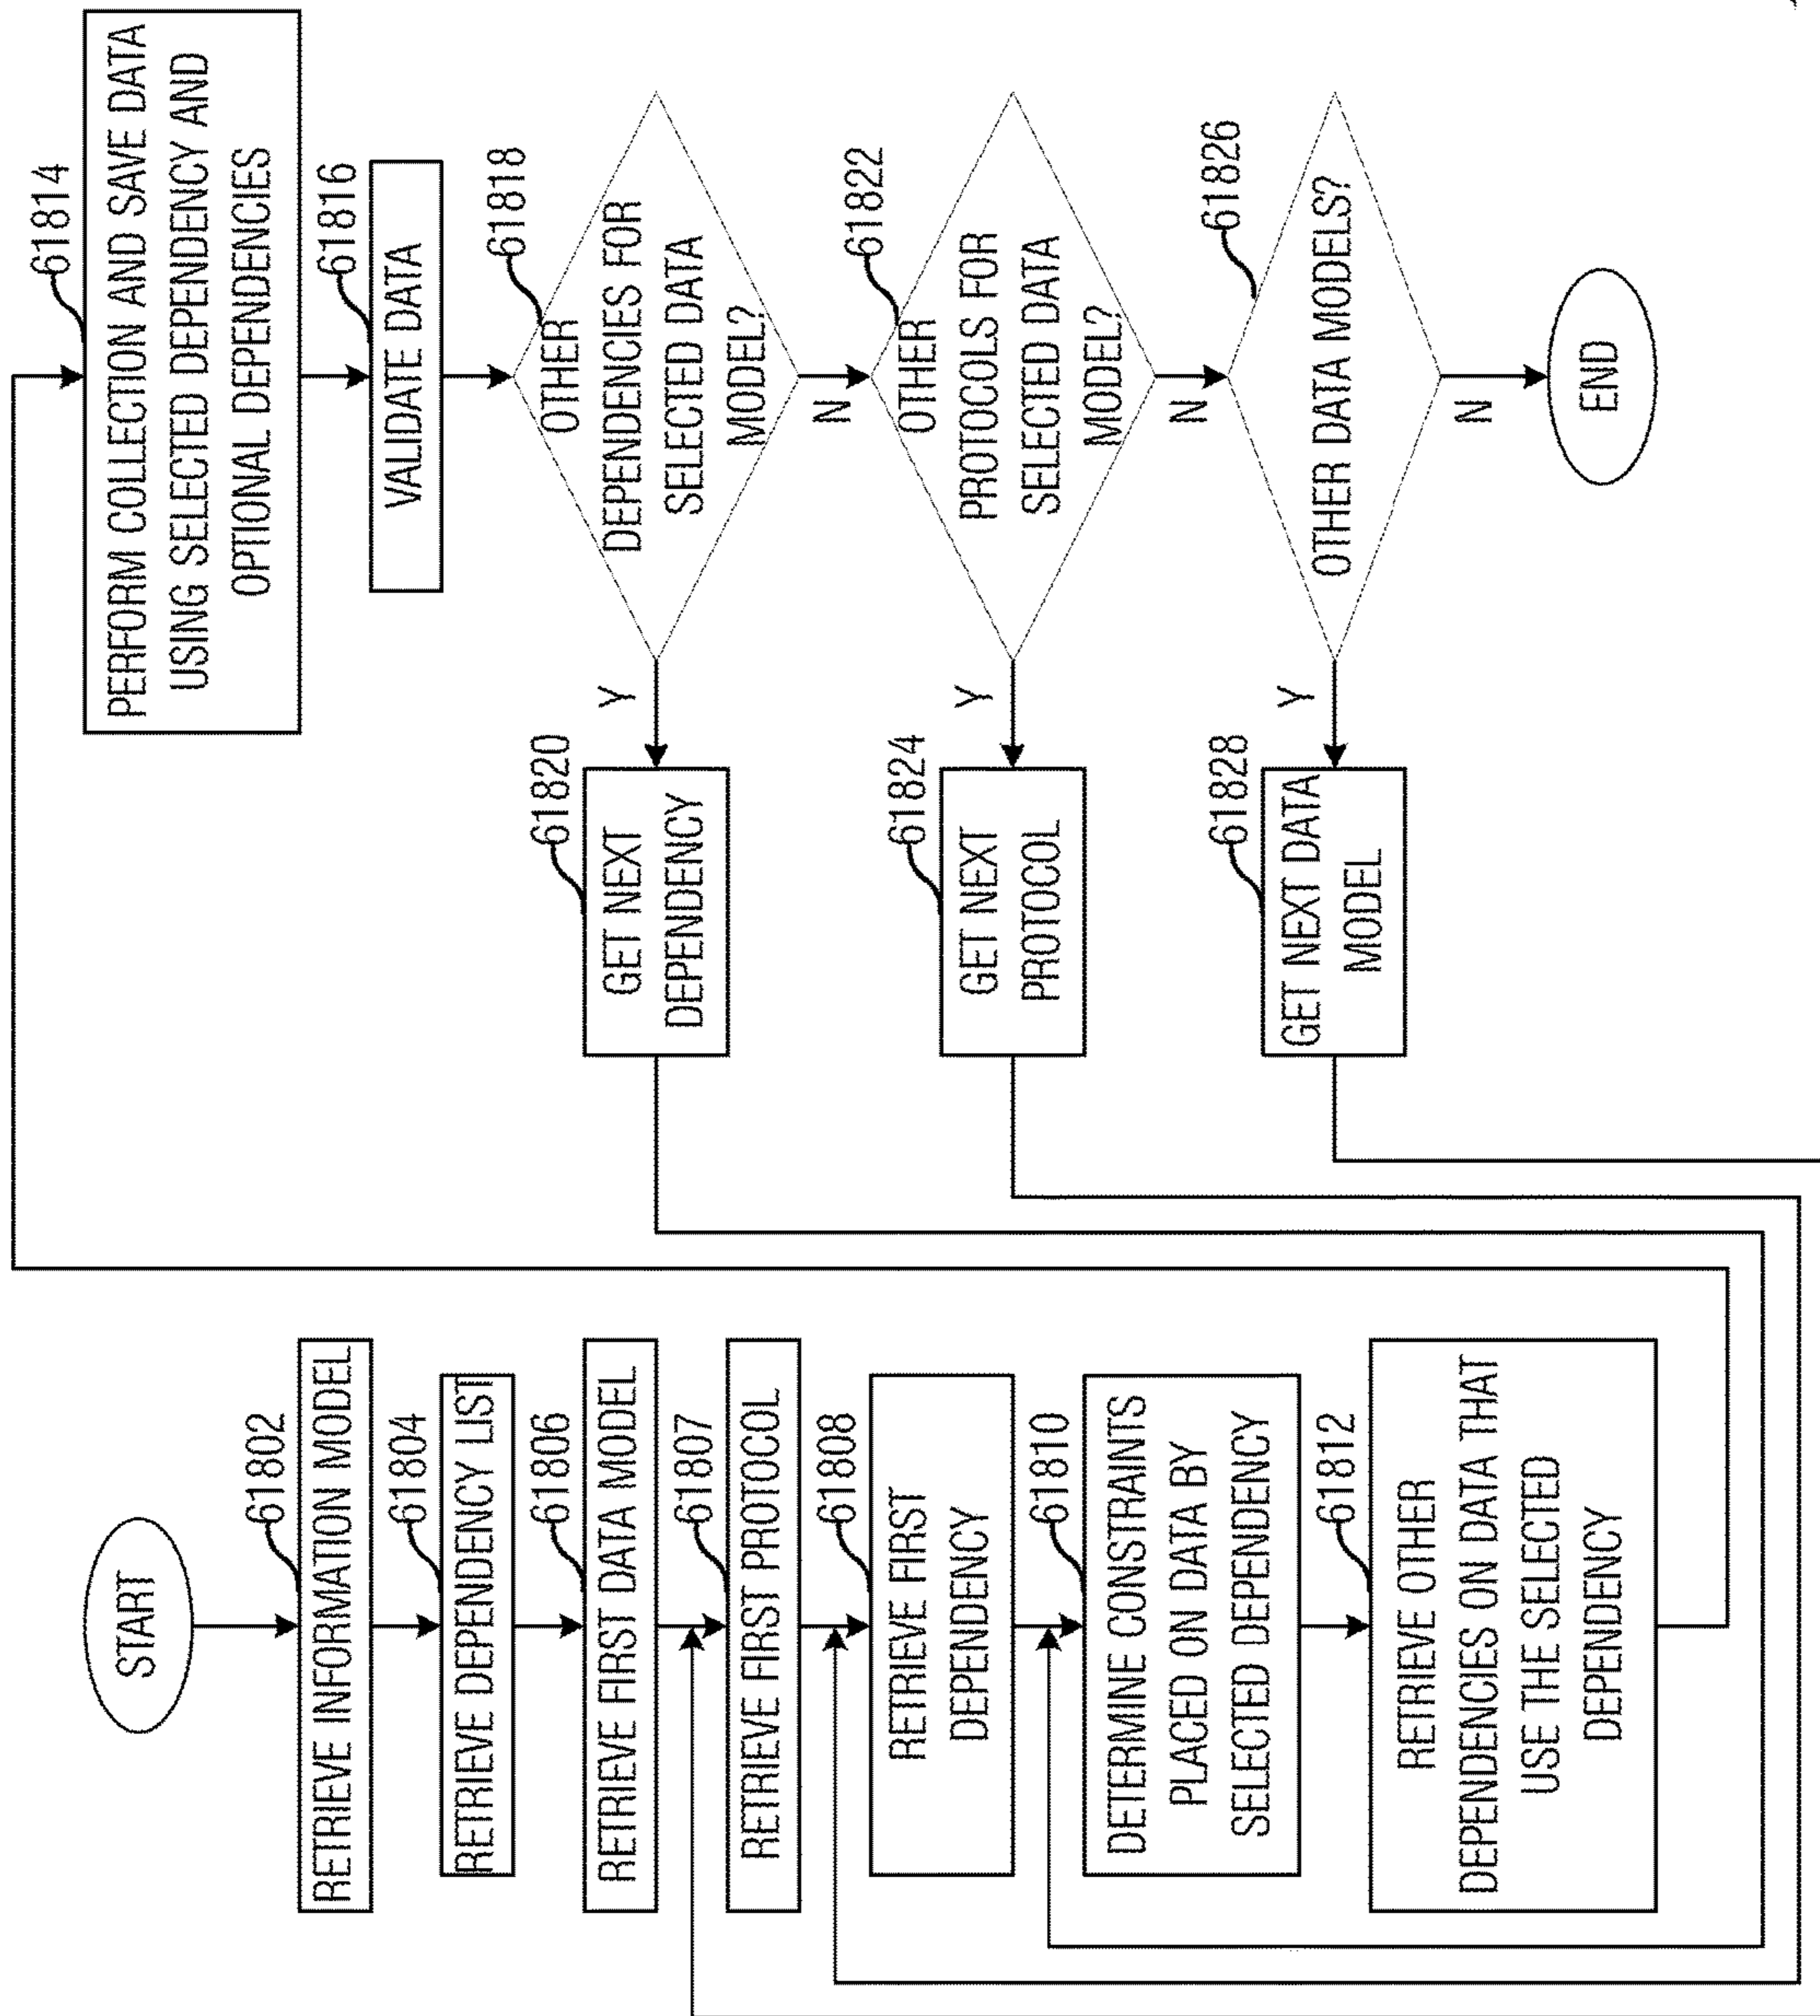 START
61802
RETRIEVE INFORMATION MODEL
61804
RETRIEVE DEPENDENCY LIST
61806
RETRIEVE FIRST DATA MODEL
61807
RETRIEVE FIRST PROTOCOL
61808
RETRIEVE FIRST
DEPENDENCY
61810
DETERMINE CONSTRAINTS
PLACED ON DATA BY
SELECTED DEPENDENCY
61812
RETRIEVE OTHER
DEPENDENCIES ON DATA THAT
USE THE SELECTED
DEPENDENCY
61814
PERFORM COLLECTION AND SAVE DATA
USING SELECTED DEPENDENCY AND
OPTIONAL DEPENDENCIES
61816
VALIDATE DATA
61818
OTHER
DEPENDENCIES FOR
SELECTED DATA
MODEL?
Y
N
61820
GET NEXT
DEPENDENCY
61822
OTHER
PROTOCOLS FOR
SELECTED DATA
MODEL?
Y
N
61824
GET NEXT
PROTOCOL
61826
OTHER DATA MODELS?
Y
N
61828
GET NEXT DATA
MODEL
END